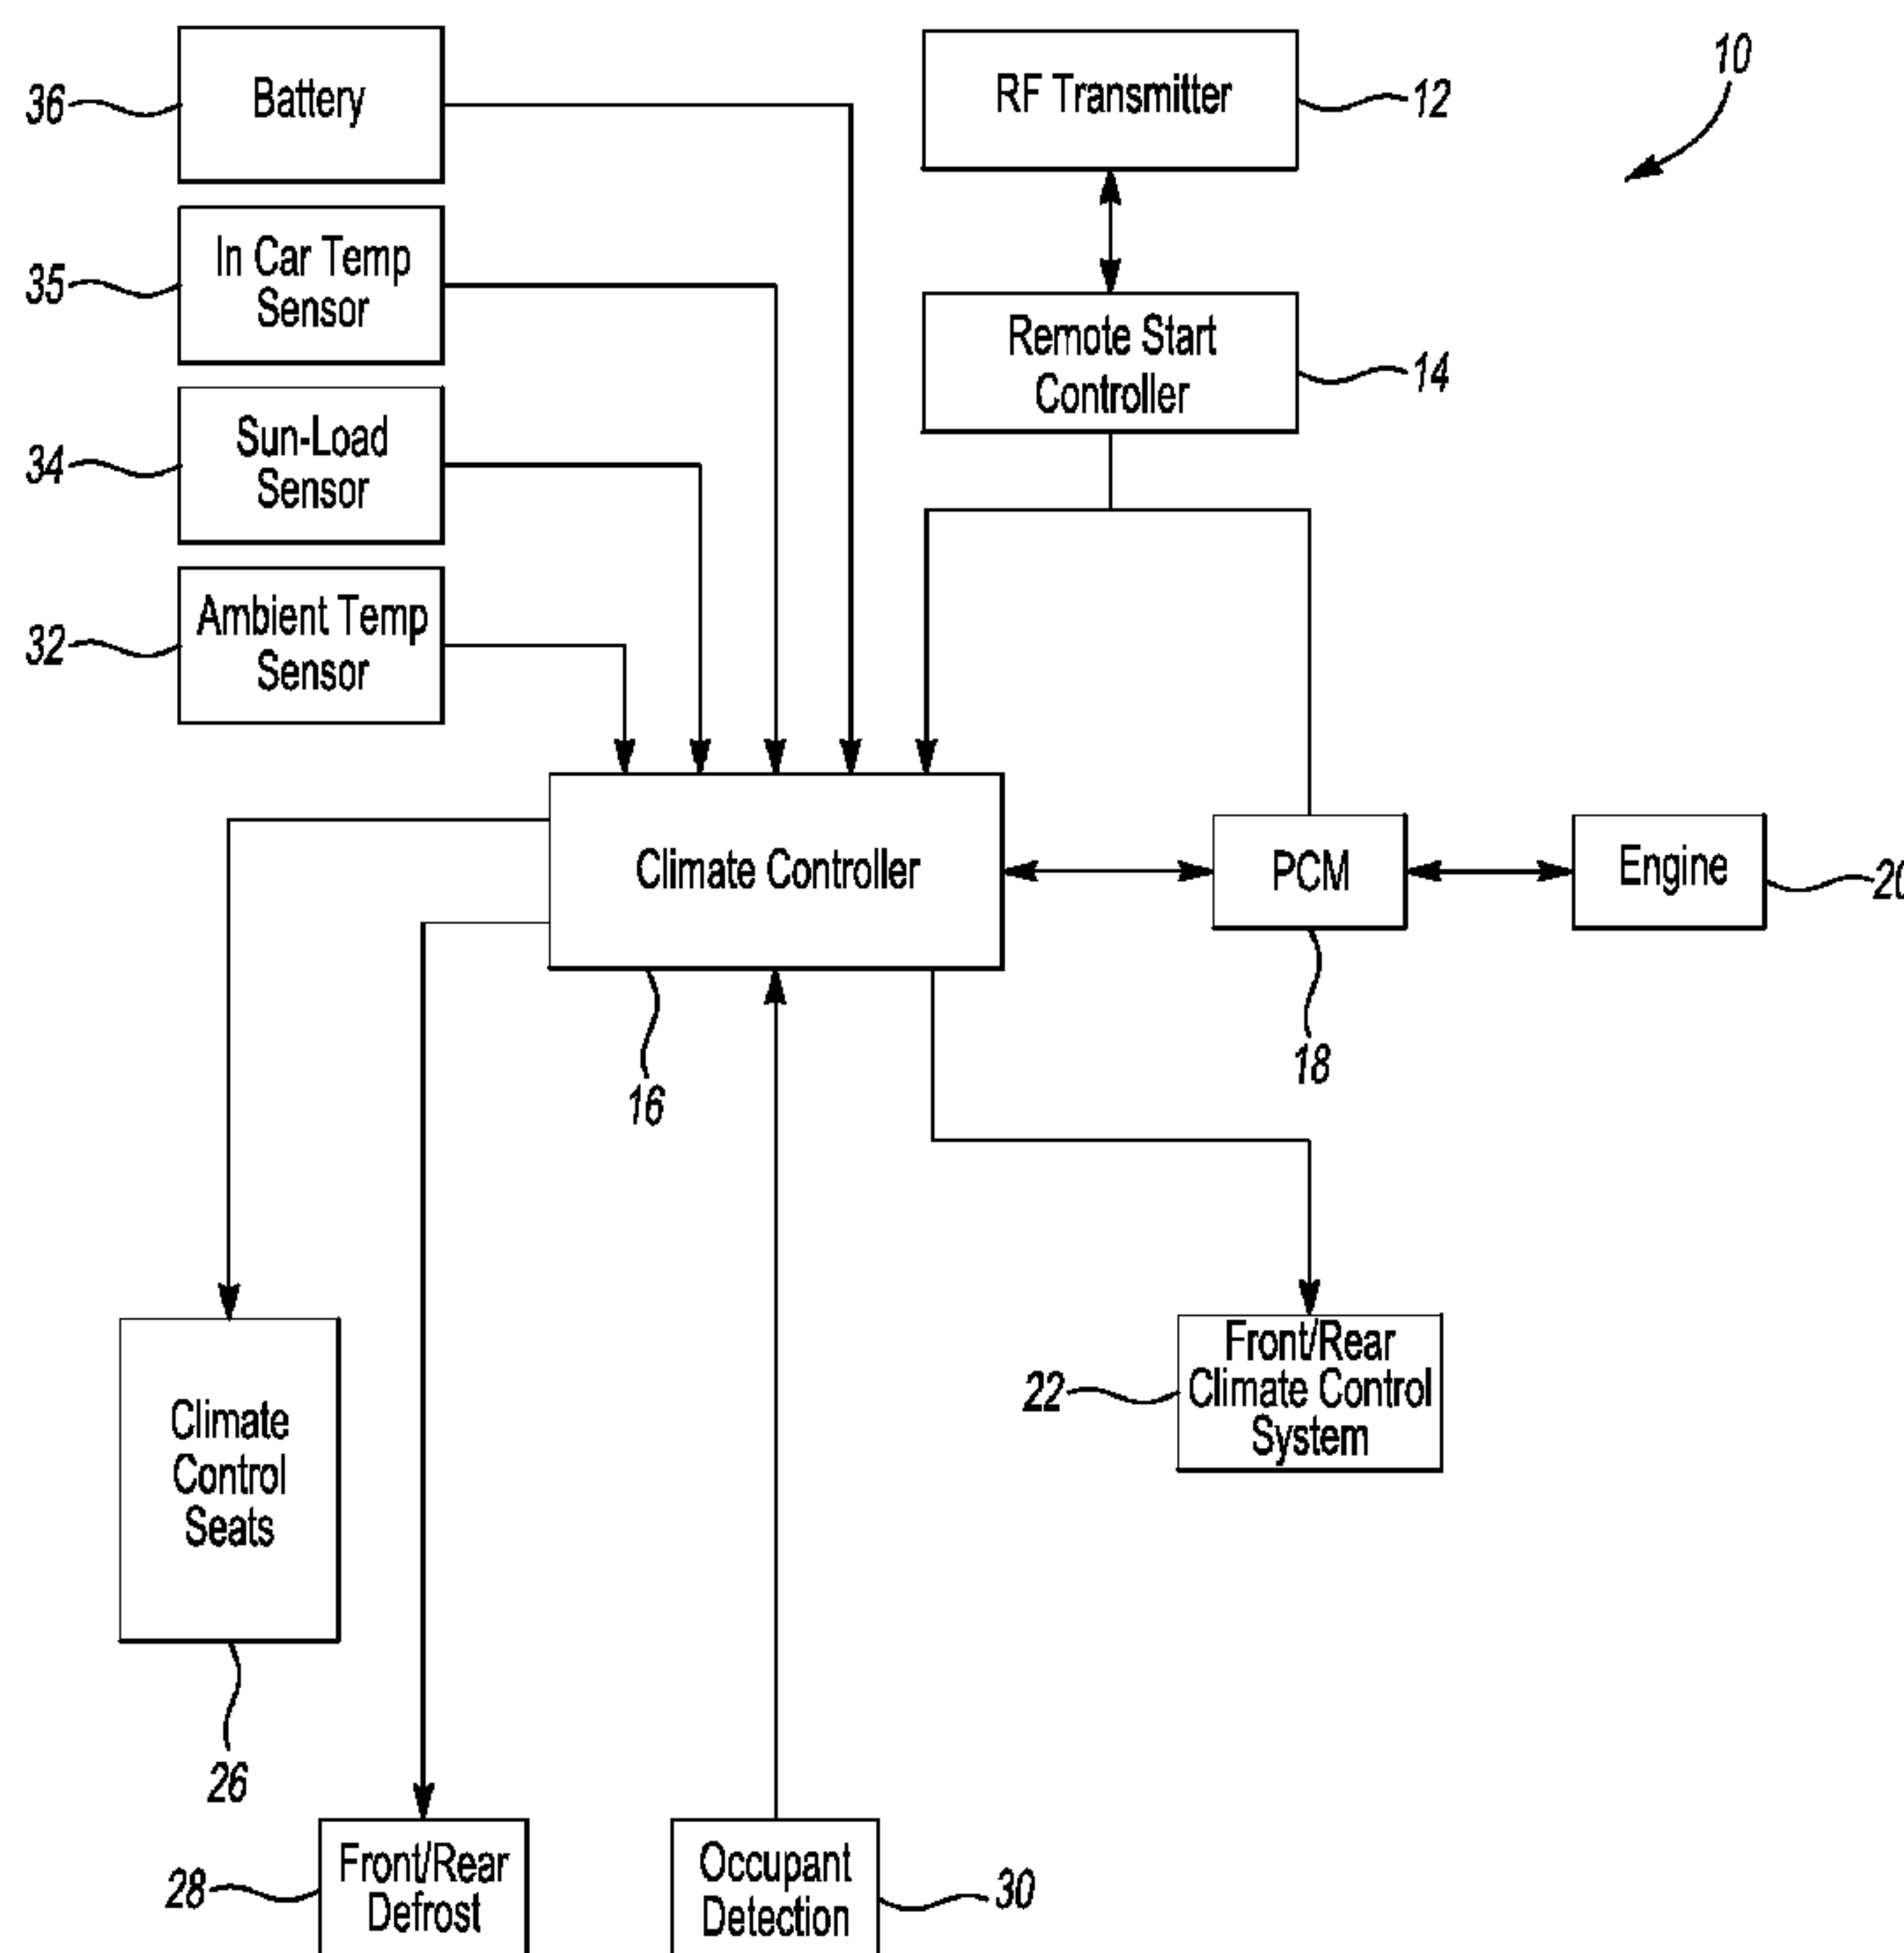 10
36
Battery
RF Transmitter
12
35
In Car Temp
Sensor
Remote Start
Controller
14
34
Sun-Load
Sensor
32
Ambient Temp
Sensor
Climate Controller
PCM
Engine
20
16
18
22
Front/Rear
Climate Control
System
Climate
Control
Seats
26
28
Front/Rear
Defrost
Occupant
Detection
30